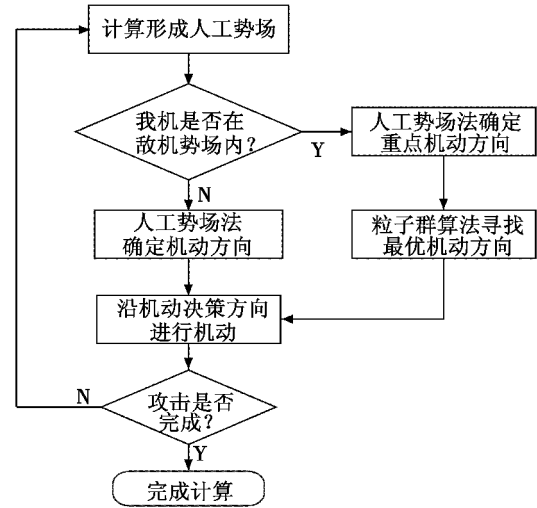 计算形成人工势场
我机是否在
敌机势场内?
Y
人工势场法确定
重点机动方向
N
人工势场法
确定机动方向
粒子群算法寻找
最优机动方向
沿机动决策方向
进行机动
N
攻击是否
完成?
Y
完成计算